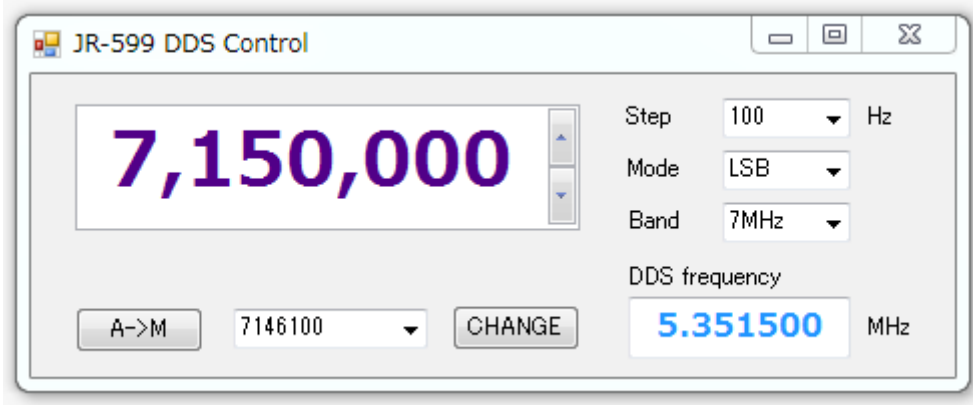 JR-599 DDS Control
7,150,000
Step 100 Hz
Mode LSB
Band 7MHz
DDS frequency
A->M 7146100 CHANGE 5.351500 MHz